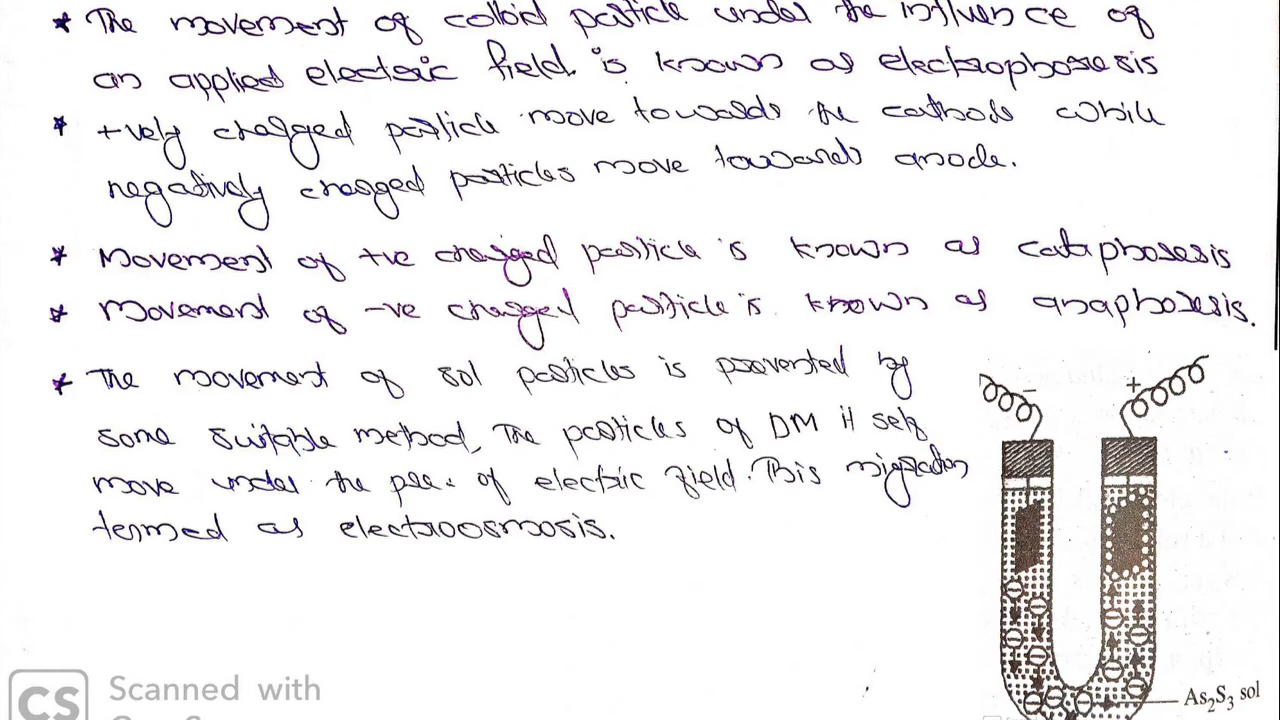 * The movement of colloid particle under the influence of
an applied electric field is known as electrophoresis
* +vely charged particle move towards the cathode while
negatively charged particles move towards anode.
* Movement of +ve charged particle is known as cataphoresis
* Movement of -ve charged particle is known as anaphoresis.
* The movement of sol particles is prevented by
some suitable method, The particles of DM it self
move under the of electric field. This migration
termed as electroosmosis.
− +
As₂S₃ sol
CS Scanned with